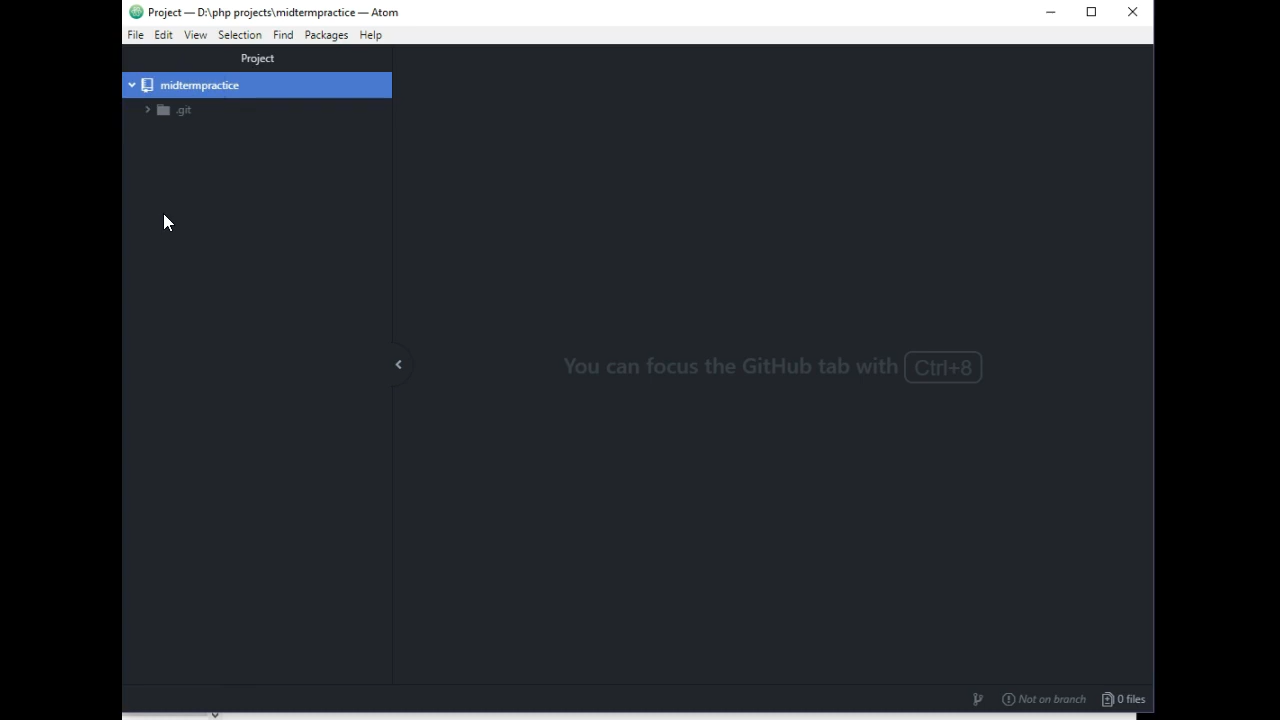 Project — D:\php projects\midtermpractice — Atom
File Edit View Selection Find Packages Help
Project
midtermpractice
.git
You can focus the GitHub tab with Ctrl+8
Not on branch 0 files